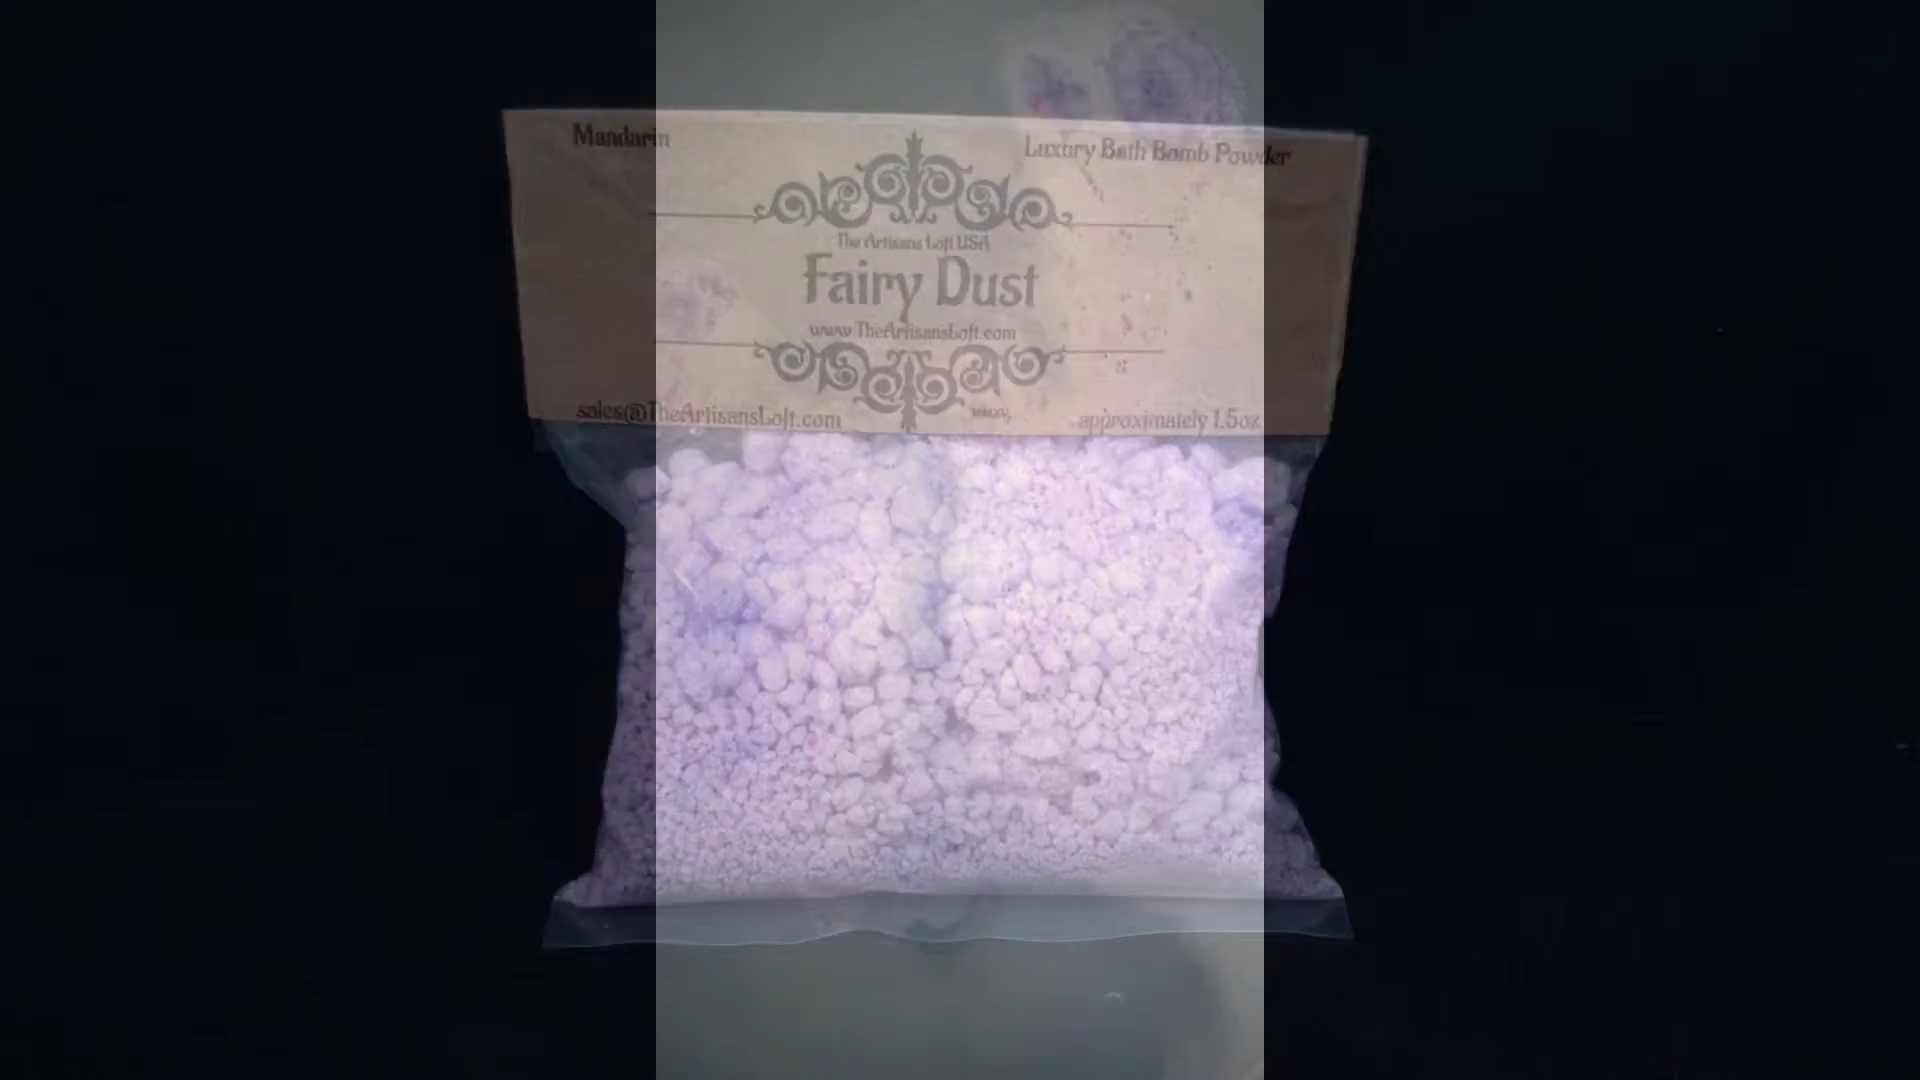 Mandarin
Luxury Bath Bomb Powder
The Artisans Loft USA
Fairy Dust
www.TheArtisansLoft.com
sales@TheArtisansLoft.com
approximately 1.5oz